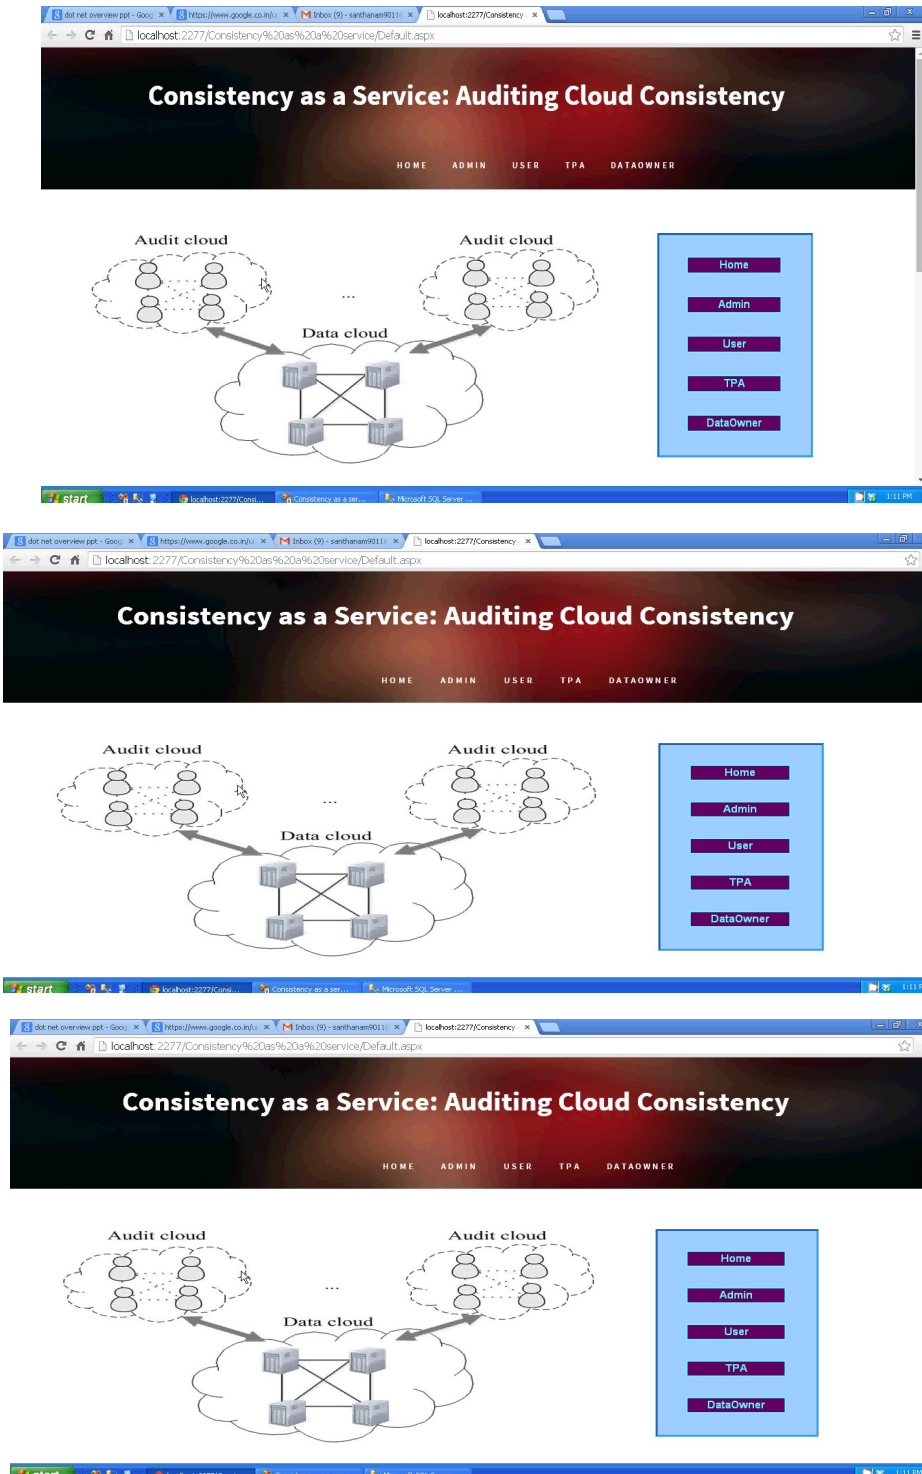 dot net overview ppt - Goog
https://www.google.co.in/u
Inbox (9) - santhanam9011
localhost:2277/Consistency
localhost:2277/Consistency%20as%20a%20service/Default.aspx
Consistency as a Service: Auditing Cloud Consistency
HOME ADMIN USER TPA DATAOWNER
Audit cloud
Audit cloud
...
Data cloud
Home
Admin
User
TPA
DataOwner
start
localhost:2277/Consi...
Consistency as a ser...
Microsoft SQL Server ...
1:11 PM
dot net overview ppt - Goog
https://www.google.co.in/u
Inbox (9) - santhanam9011
localhost:2277/Consistency
localhost:2277/Consistency%20as%20a%20service/Default.aspx
Consistency as a Service: Auditing Cloud Consistency
HOME ADMIN USER TPA DATAOWNER
Audit cloud
Audit cloud
...
Data cloud
Home
Admin
User
TPA
DataOwner
start
localhost:2277/Consi...
Consistency as a ser...
Microsoft SQL Server ...
1:11 P
dot net overview ppt - Goog
https://www.google.co.in/u
Inbox (9) - santhanam9011
localhost:2277/Consistency
localhost:2277/Consistency%20as%20a%20service/Default.aspx
Consistency as a Service: Auditing Cloud Consistency
HOME ADMIN USER TPA DATAOWNER
Audit cloud
Audit cloud
...
Data cloud
Home
Admin
User
TPA
DataOwner
1:11 PM